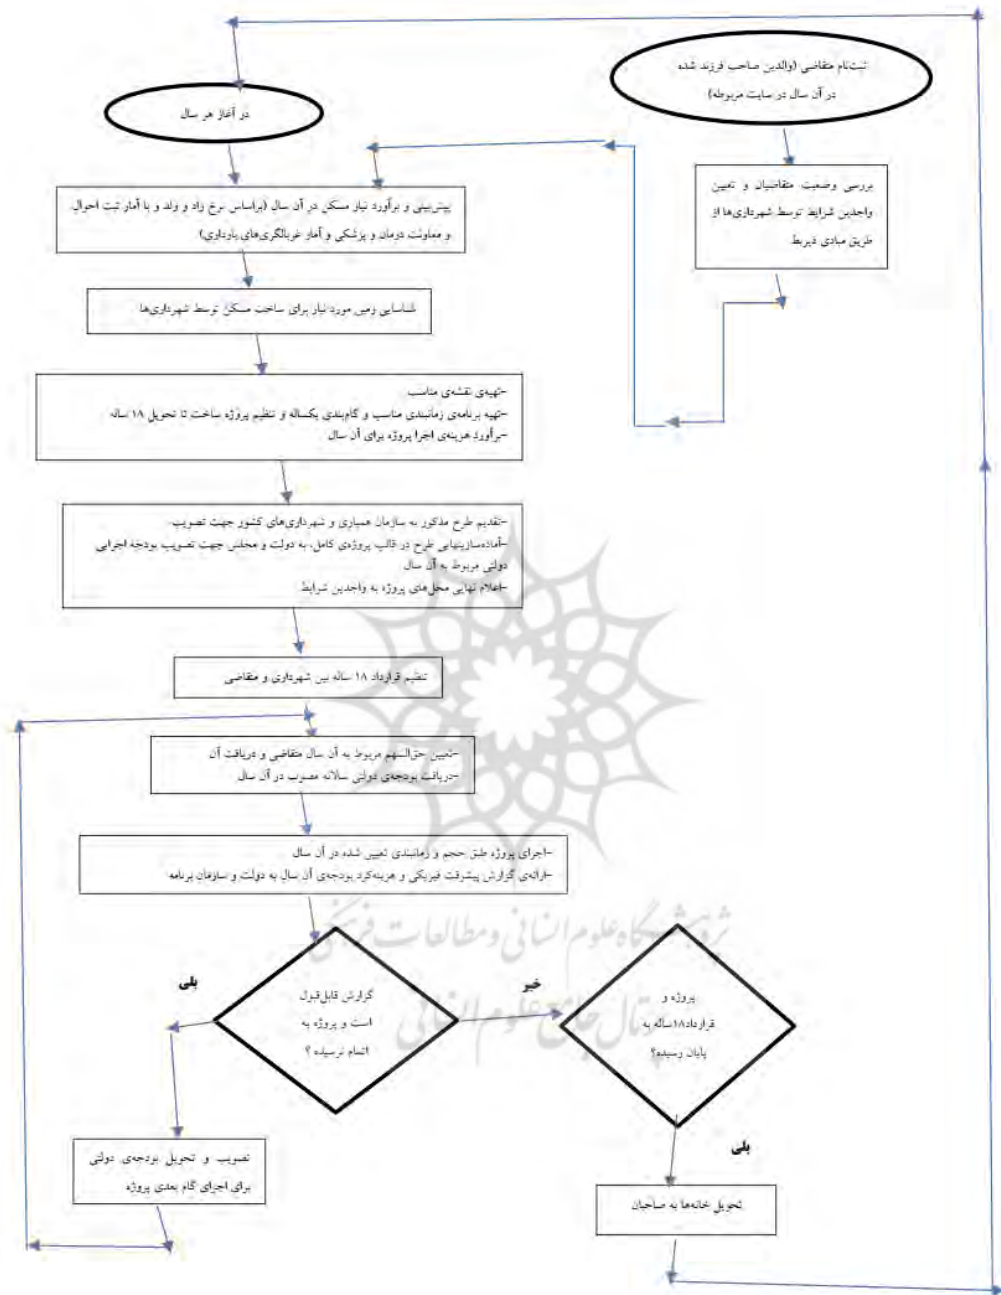 ثبت‌نام متقاضی (والدین صاحب فرزند شده
در آن سال در سایت مربوطه)
در آغاز هر سال
بررسی وضعیت متقاضیان و تعیین
واجدین شرایط توسط شهرداری‌ها از
طریق مبادی ذیربط
پیش‌بینی و برآورد نیاز مسکن در آن سال (براساس نرخ زاد و ولد و با آمار ثبت احوال
و معاونت درمان و پزشکی و آمار غربالگری‌های بارداری)
شناسایی زمین مورد نیاز برای ساخت مسکن توسط شهرداری‌ها
-تهیه‌ی نقشه‌ی مناسب
-تهیه برنامه‌ی زمانبندی مناسب و گام‌بندی یکساله و تنظیم پروژه ساخت تا تحویل ۱۸ ساله
-برآورد هزینه‌ی اجرا پروژه برای آن سال
-تقدیم طرح مذکور به سازمان همیاری و شهرداری‌های کشور جهت تصویب
-آماده‌سازینهایی طرح در قالب پروژه‌ی کامل، به دولت و مجلس جهت تصویب بودجه اجرایی
دولتی مربوط به آن سال
-اعلام نهایی محل‌های پروژه به واجدین شرایط
تنظیم قرارداد ۱۸ ساله بین شهرداری و متقاضی
-تعیین حق‌السهم مربوط به آن سال متقاضی و دریافت آن
-دریافت بودجه‌ی دولتی سالانه مصوب در آن سال
-اجرای پروژه طبق حجم و زمانبندی تعیین شده در آن سال
-ارائه‌ی گزارش پیشرفت فیزیکی و هزینه‌کرد بودجه‌ی آن سال به دولت و سازمان برنامه
پژوهشگاه علوم انسانی و مطالعات فرهنگی
پرتال جامع علوم انسانی
گزارش قابل‌قبول
است و پروژه به
اتمام نرسیده ؟
بلی
خیر
پروژه و
قرارداد۱۸ساله به
پایان رسیده؟
بلی
تصویب و تحویل بودجه‌ی دولتی
برای اجرای گام بعدی پروژه
تحویل خانه‌ها به صاحبان